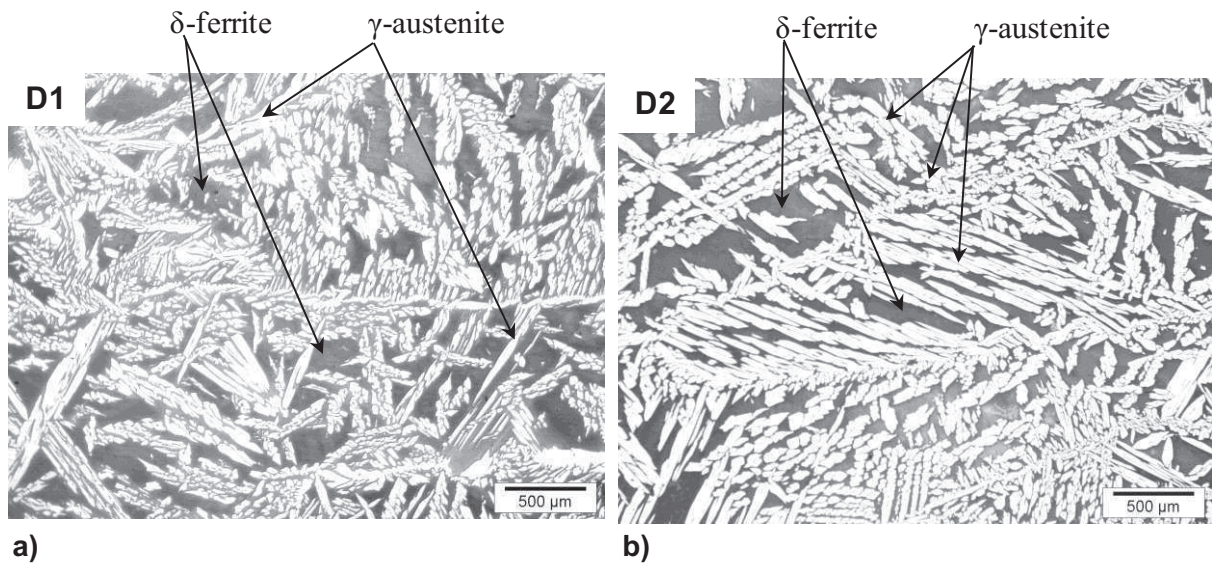 δ-ferrite γ-austenite
D1
500 µm
a)
δ-ferrite γ-austenite
D2
500 µm
b)